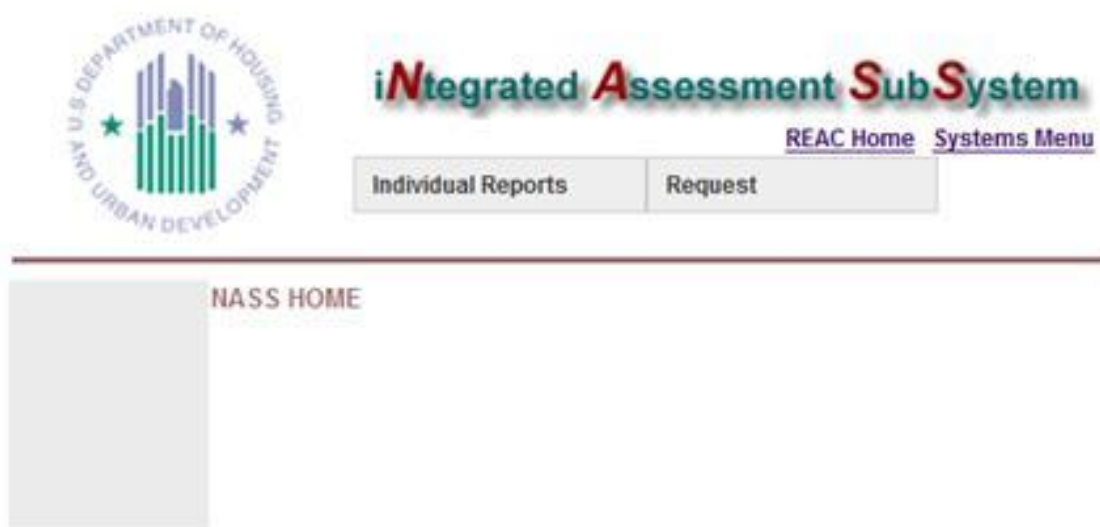 U.S DEPARTMENT OF HOUSING
AND URBAN DEVELOPMENT
iNtegrated Assessment SubSystem
REAC Home Systems Menu
Individual Reports Request
NASS HOME